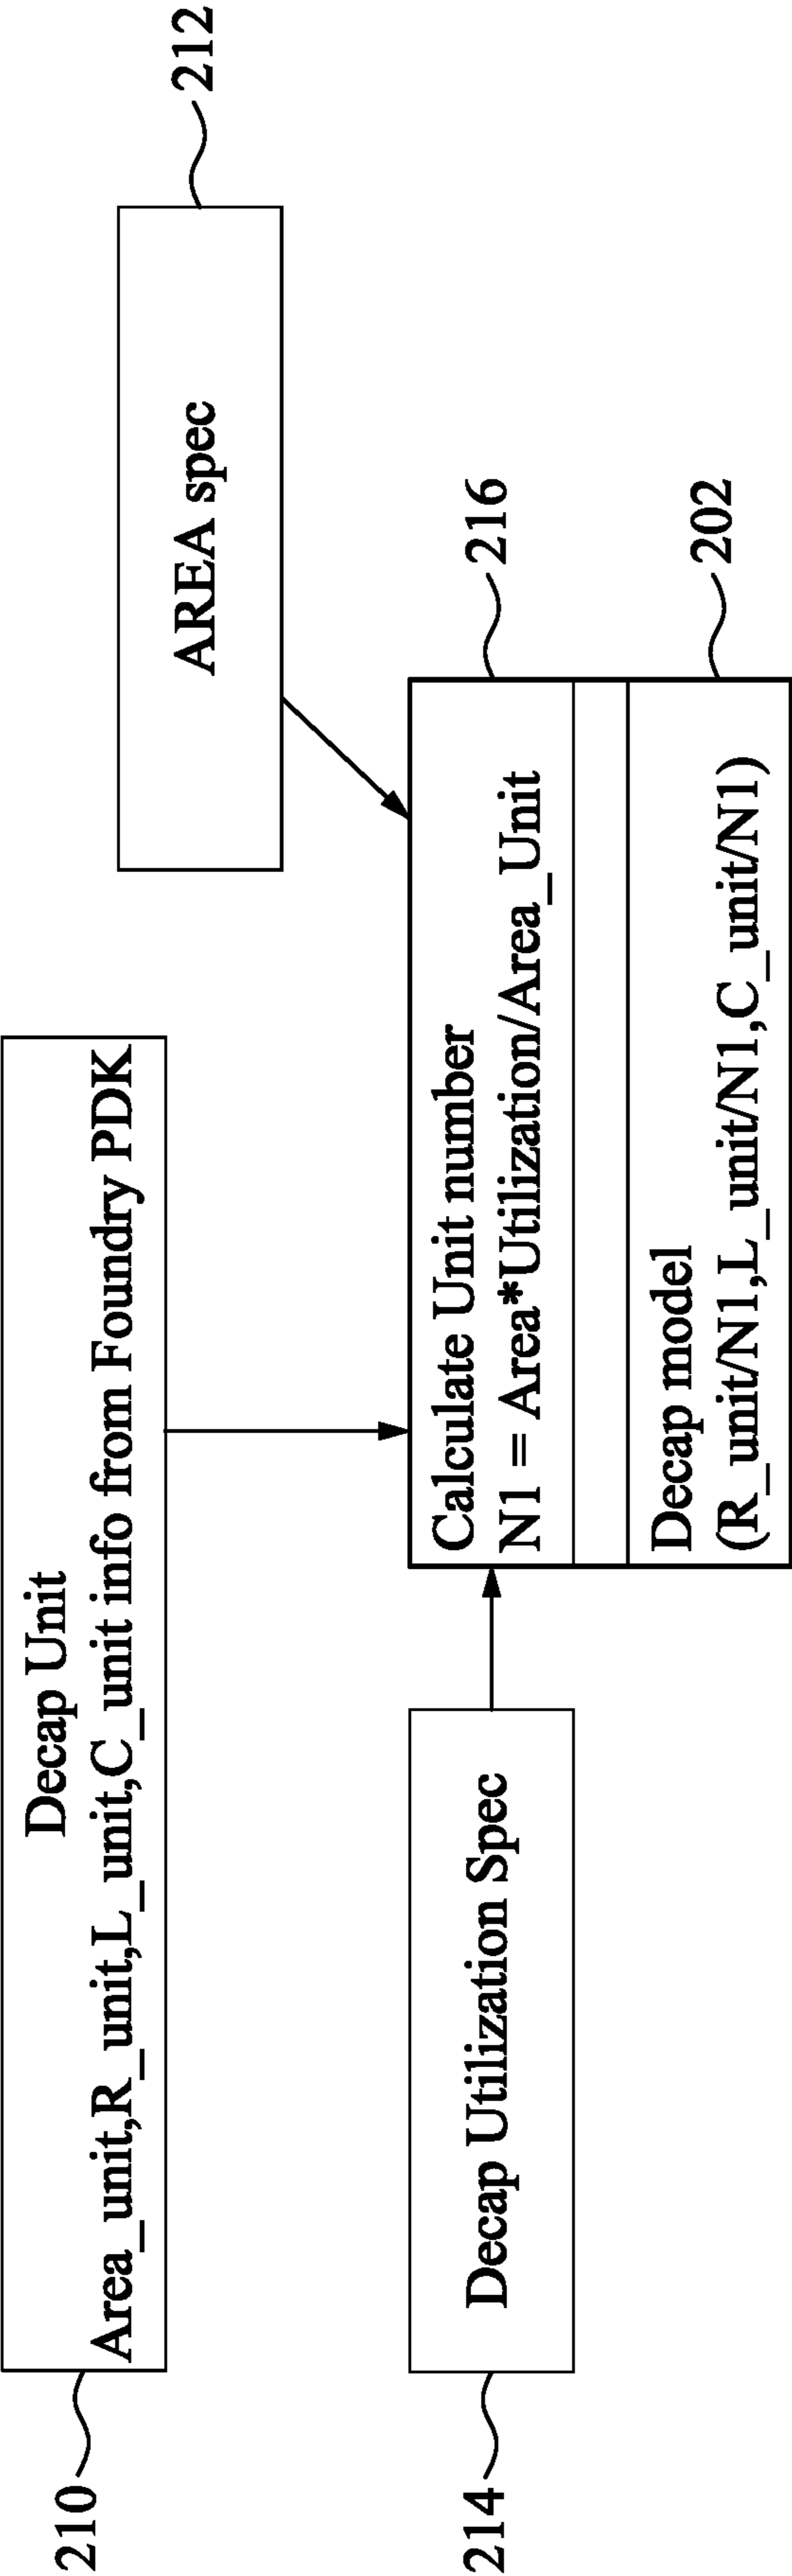 210
Decap Unit
Area_unit,R_unit,L_unit,C_unit info from Foundry PDK
AREA spec
212
214
Decap Utilization Spec
Calculate Unit number
N1 = Area*Utilization/Area_Unit
216
Decap model
(R_unit/N1,L_unit/N1,C_unit/N1)
202